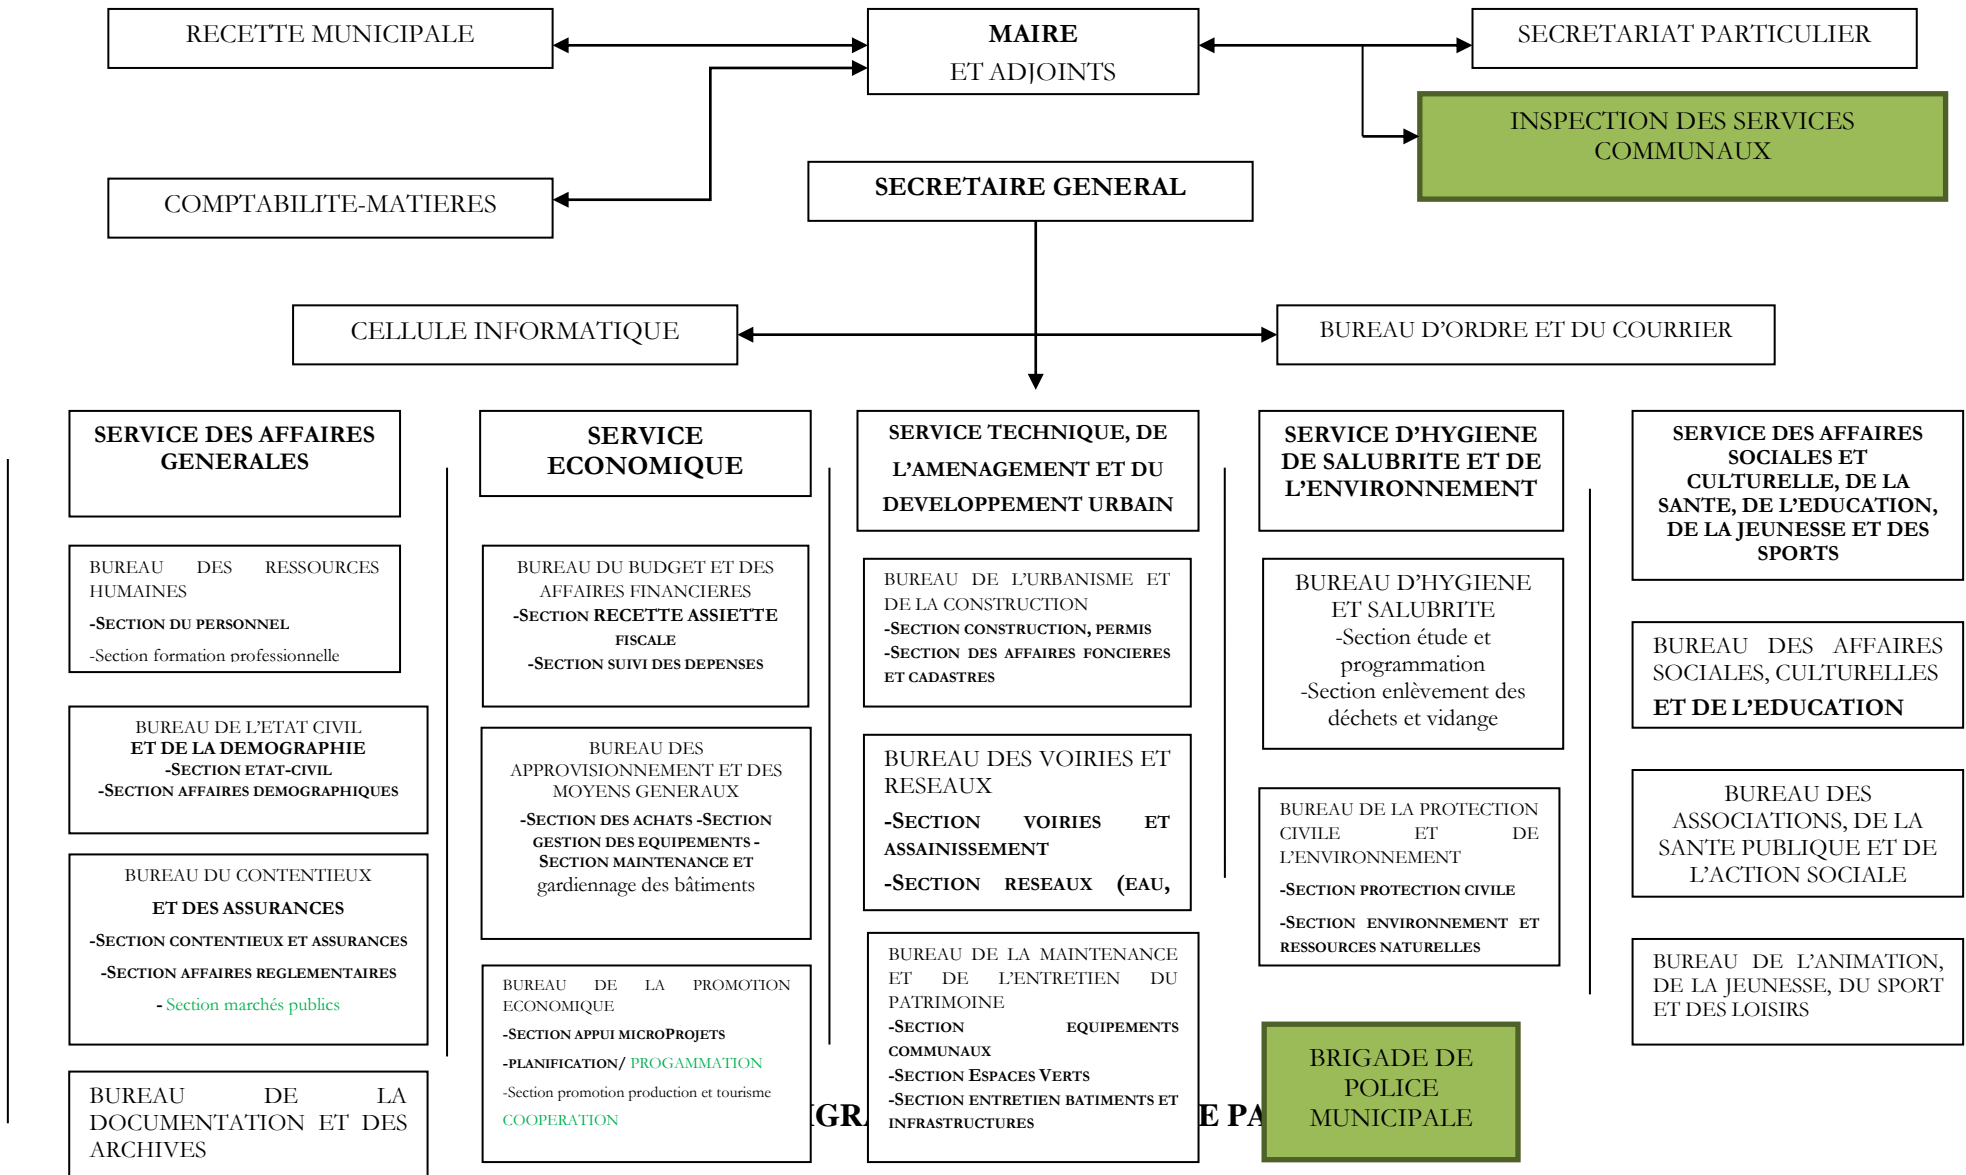 RECETTE MUNICIPALE
MAIRE
ET ADJOINTS
SECRETARIAT PARTICULIER
INSPECTION DES SERVICES
COMMUNAUX
COMPTABILITE-MATIERES
SECRETAIRE GENERAL
CELLULE INFORMATIQUE
BUREAU D'ORDRE ET DU COURRIER
SERVICE DES AFFAIRES
GENERALES
BUREAU DES RESSOURCES
HUMAINES
-SECTION DU PERSONNEL
-Section formation professionnelle
BUREAU DE L'ETAT CIVIL
ET DE LA DEMOGRAPHIE
-SECTION ETAT-CIVIL
-SECTION AFFAIRES DEMOGRAPHIQUES
BUREAU DU CONTENTIEUX
ET DES ASSURANCES
-SECTION CONTENTIEUX ET ASSURANCES
-SECTION AFFAIRES REGLEMENTAIRES
- Section marchés publics
BUREAU DE LA
DOCUMENTATION ET DES
ARCHIVES
SERVICE
ECONOMIQUE
BUREAU DU BUDGET ET DES
AFFAIRES FINANCIERES
-SECTION RECETTE ASSIETTE
FISCALE
-SECTION SUIVI DES DEPENSES
BUREAU DES
APPROVISIONNEMENT ET DES
MOYENS GENERAUX
-SECTION DES ACHATS -SECTION
GESTION DES EQUIPEMENTS -
SECTION MAINTENANCE ET
gardiennage des bâtiments
BUREAU DE LA PROMOTION
ECONOMIQUE
-SECTION APPUI MICROPROJETS
-PLANIFICATION/ PROGAMMATION
-Section promotion production et tourisme
COOPERATION
SERVICE TECHNIQUE, DE
L'AMENAGEMENT ET DU
DEVELOPPEMENT URBAIN
BUREAU DE L'URBANISME ET
DE LA CONSTRUCTION
-SECTION CONSTRUCTION, PERMIS
-SECTION DES AFFAIRES FONCIERES
ET CADASTRES
BUREAU DES VOIRIES ET
RESEAUX
-SECTION VOIRIES ET
ASSAINISSEMENT
-SECTION RESEAUX (EAU,
BUREAU DE LA MAINTENANCE
ET DE L'ENTRETIEN DU
PATRIMOINE
-SECTION EQUIPEMENTS
COMMUNAUX
-SECTION ESPACES VERTS
-SECTION ENTRETIEN BATIMENTS ET
INFRASTRUCTURES
SERVICE D'HYGIENE
DE SALUBRITE ET DE
L'ENVIRONNEMENT
BUREAU D'HYGIENE
ET SALUBRITE
-Section étude et
programmation
-Section enlèvement des
déchets et vidange
BUREAU DE LA PROTECTION
CIVILE ET DE
L'ENVIRONNEMENT
-SECTION PROTECTION CIVILE
-SECTION ENVIRONNEMENT ET
RESSOURCES NATURELLES
BRIGADE DE
POLICE
MUNICIPALE
SERVICE DES AFFAIRES
SOCIALES ET
CULTURELLE, DE LA
SANTE, DE L'EDUCATION,
DE LA JEUNESSE ET DES
SPORTS
BUREAU DES AFFAIRES
SOCIALES, CULTURELLES
ET DE L'EDUCATION
BUREAU DES
ASSOCIATIONS, DE LA
SANTE PUBLIQUE ET DE
L'ACTION SOCIALE
BUREAU DE L'ANIMATION,
DE LA JEUNESSE, DU SPORT
ET DES LOISIRS